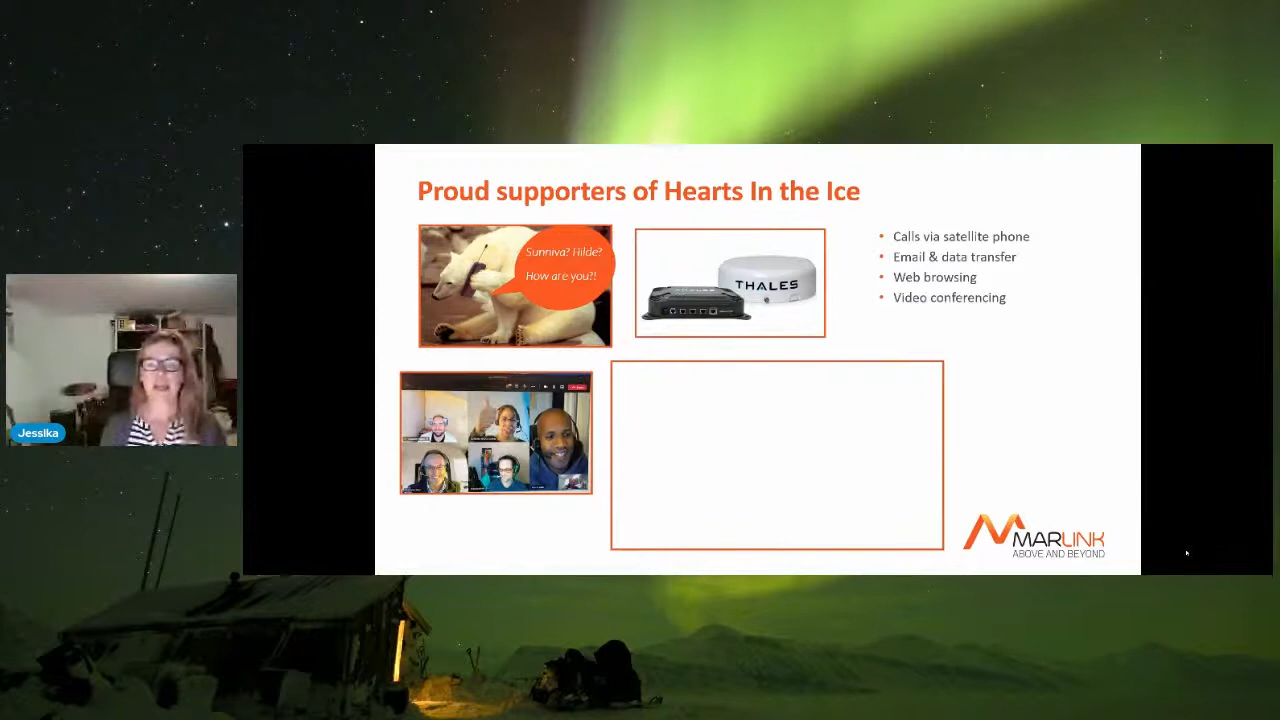 Proud supporters of Hearts In the Ice
Sunniva? Hilde?
How are you?!
THALES
• Calls via satellite phone
• Email & data transfer
• Web browsing
• Video conferencing
Jessika
MARLINK
ABOVE AND BEYOND